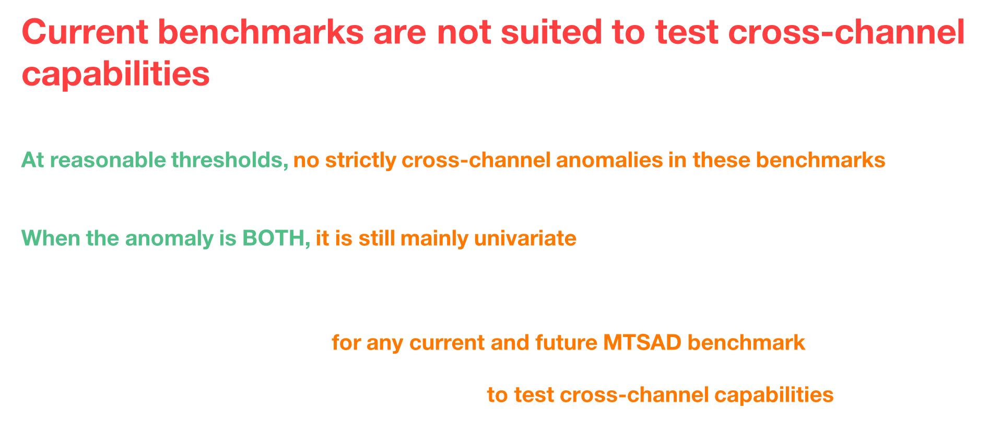 Current benchmarks are not suited to test cross-channel
capabilities
At reasonable thresholds, no strictly cross-channel anomalies in these benchmarks
When the anomaly is BOTH, it is still mainly univariate
for any current and future MTSAD benchmark
to test cross-channel capabilities